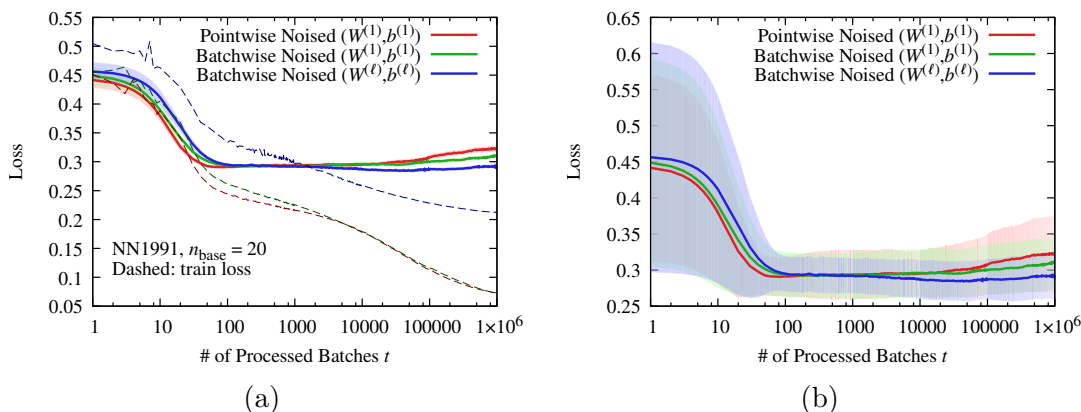 Pointwise Noised (W⁽¹⁾,b⁽¹⁾)
Batchwise Noised (W⁽¹⁾,b⁽¹⁾)
Batchwise Noised (W⁽ℓ⁾,b⁽ℓ⁾)
0.55
0.5
0.45
0.4
0.35
0.3
0.25
0.2
0.15
0.1
0.05
Loss
NN1991, n_base = 20
Dashed: train loss
1 10 100 1000 10000 100000 1×10⁶
# of Processed Batches t
(a)
Pointwise Noised (W⁽¹⁾,b⁽¹⁾)
Batchwise Noised (W⁽¹⁾,b⁽¹⁾)
Batchwise Noised (W⁽ℓ⁾,b⁽ℓ⁾)
0.65
0.6
0.55
0.5
0.45
0.4
0.35
0.3
0.25
Loss
1 10 100 1000 10000 100000 1×10⁶
# of Processed Batches t
(b)